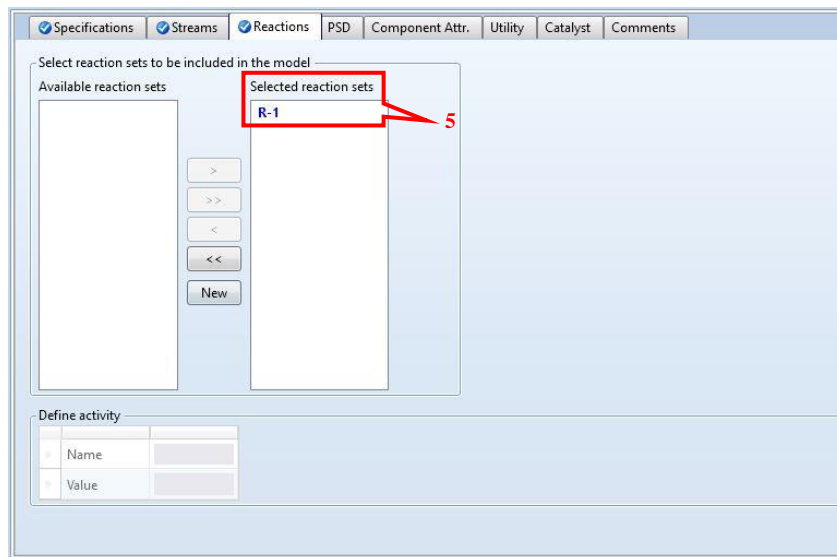 Specifications Streams Reactions PSD Component Attr. Utility Catalyst Comments
Select reaction sets to be included in the model
Available reaction sets Selected reaction sets
R-1
5
>
>>
<
<<
New
Define activity
Name
Value